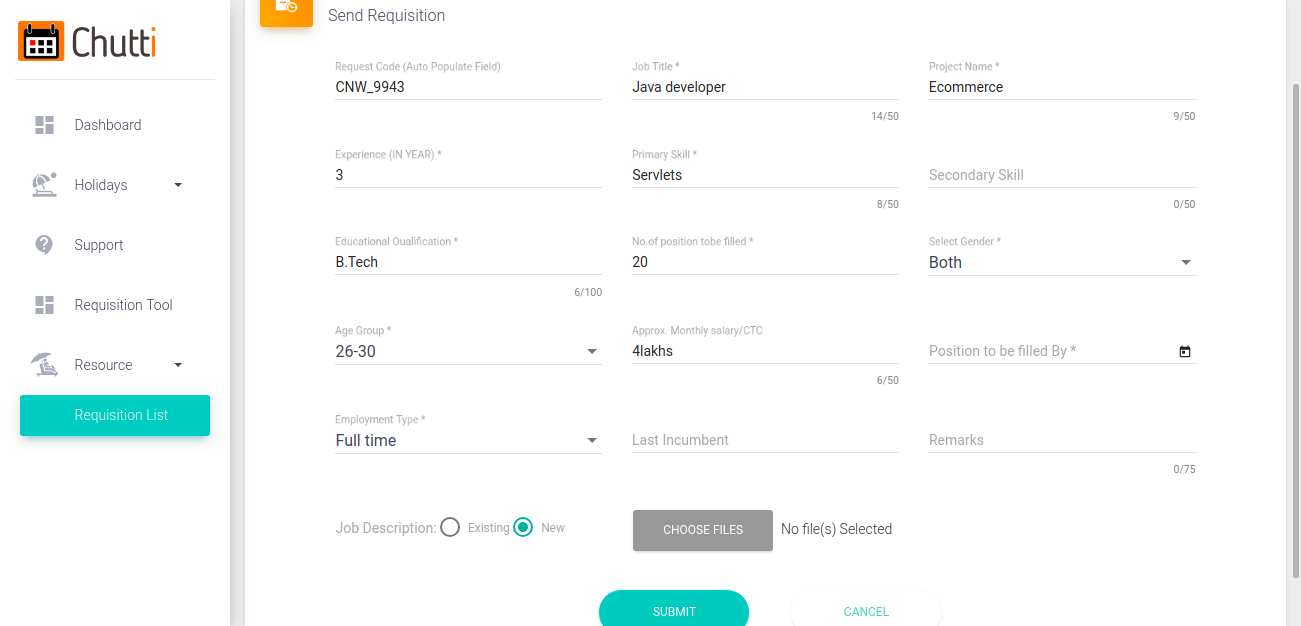 Chutti
Dashboard
Holidays
Support
Requisition Tool
Resource
Requisition List
Send Requisition
Request Code (Auto Populate Field)
CNW_9943
Job Title *
Java developer
14/50
Project Name *
Ecommerce
9/50
Experience (IN YEAR) *
3
Primary Skill *
Servlets
8/50
Secondary Skill
0/50
Educational Oualification *
B.Tech
6/100
No.of position tobe filled *
20
Select Gender *
Both
Age Group *
26-30
Approx. Monthly salary/CTC
4lakhs
6/50
Position to be filled By *
Employment Type *
Full time
Last Incumbent
Remarks
0/75
Job Description: Existing New
CHOOSE FILES No file(s) Selected
SUBMIT
CANCEL